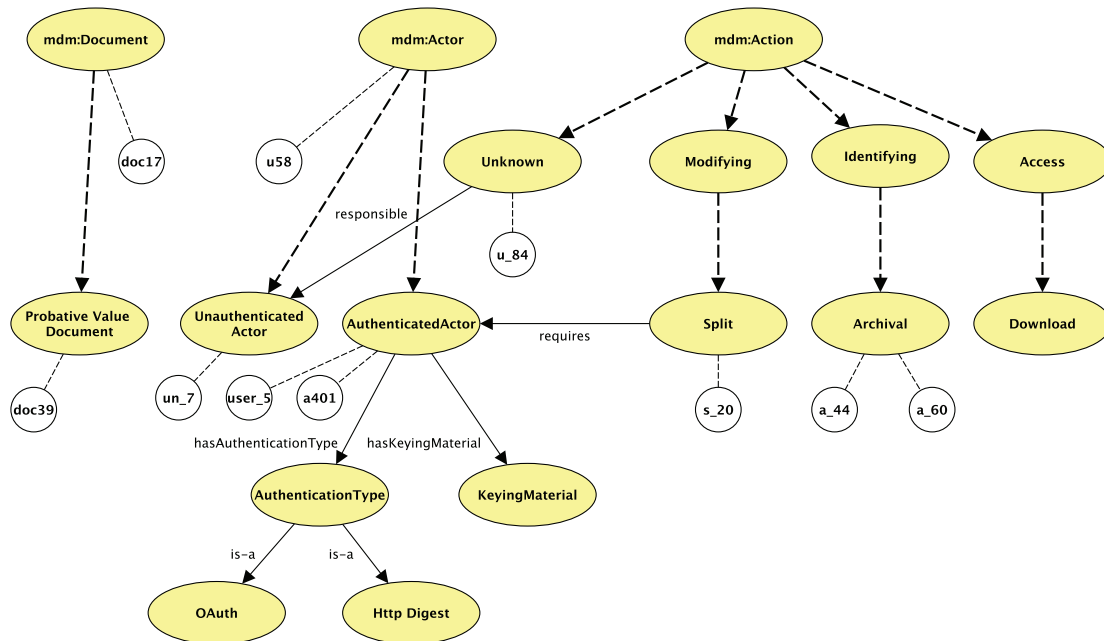 mdm:Document
mdm:Actor
mdm:Action
doc17
u58
Unknown
Modifying
Identifying
Access
responsible
u_84
Probative Value
Document
Unauthenticated
Actor
AuthenticatedActor
requires
Split
Archival
Download
doc39
un_7
user_5
a401
s_20
a_44
a_60
hasAuthenticationType
hasKeyingMaterial
AuthenticationType
KeyingMaterial
is-a
is-a
OAuth
Http Digest